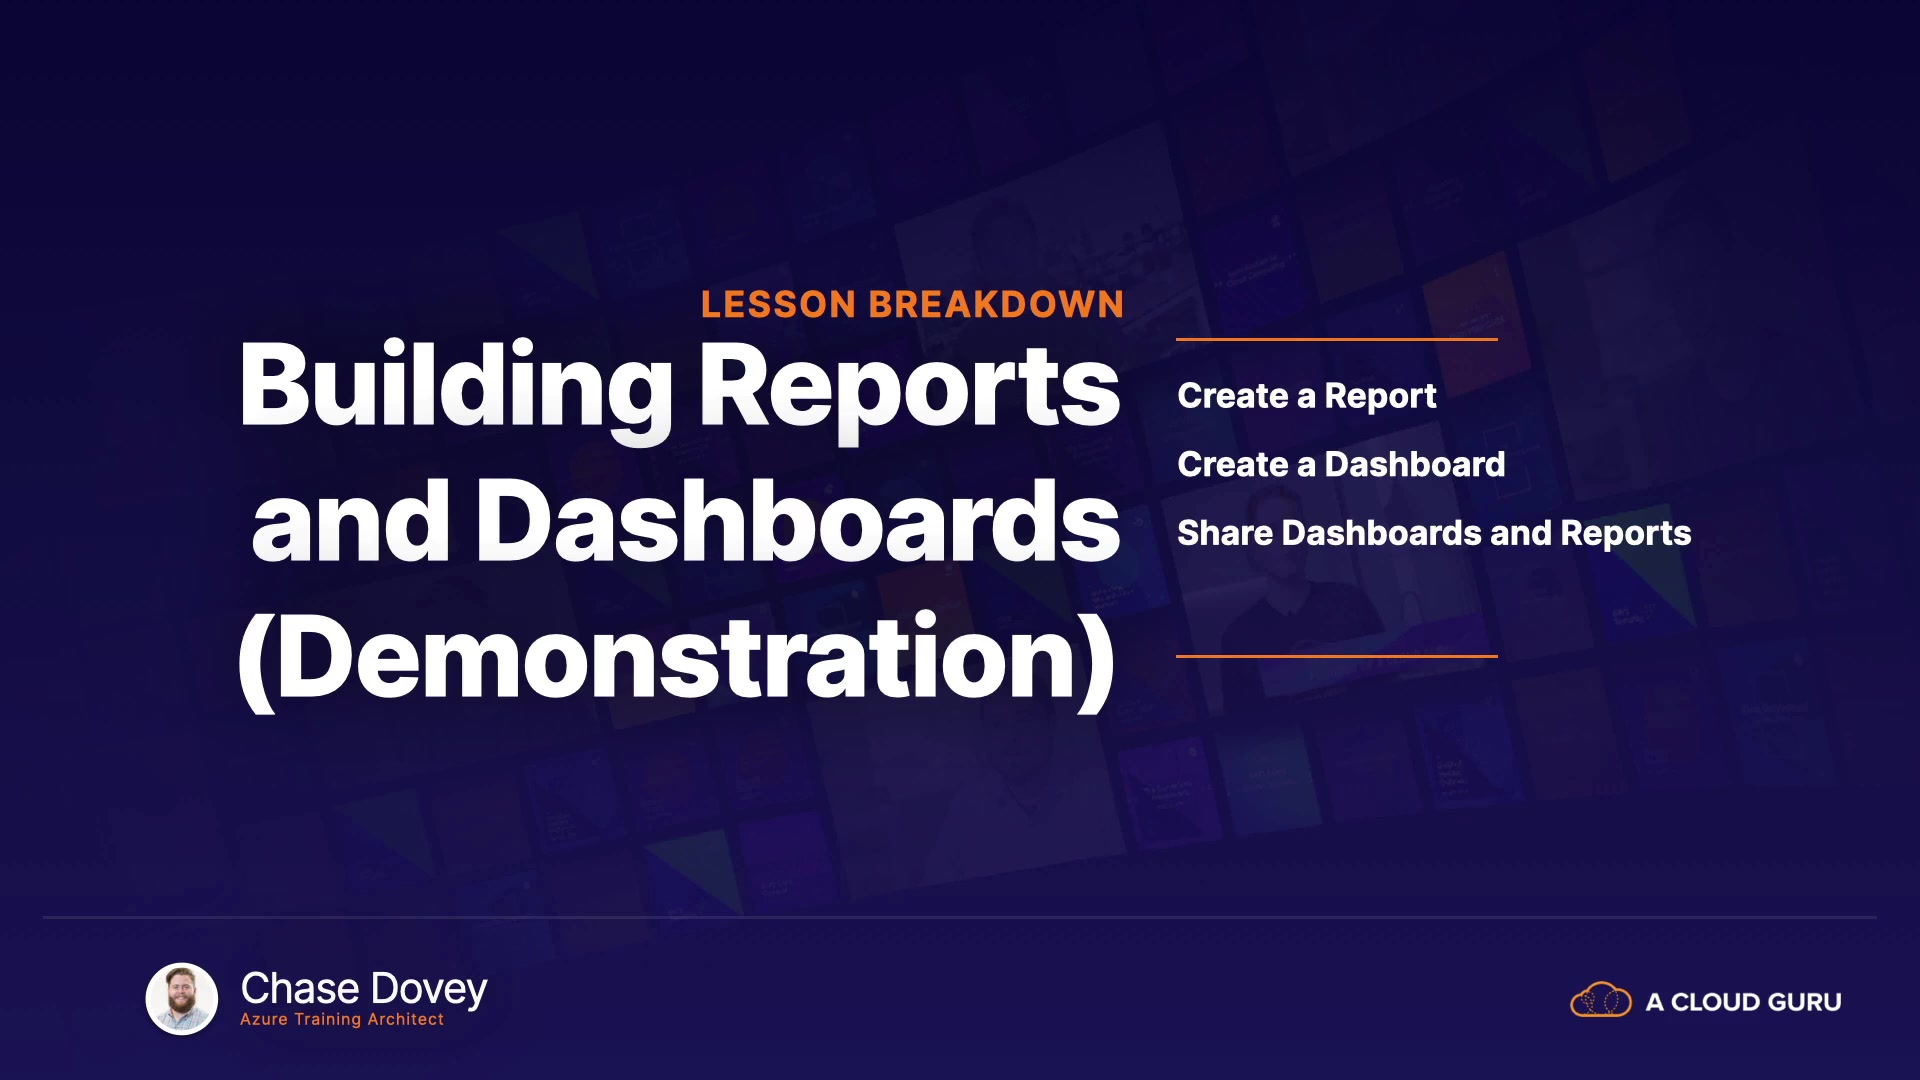 LESSON BREAKDOWN
Building Reports
and Dashboards
(Demonstration)
Create a Report
Create a Dashboard
Share Dashboards and Reports
Chase Dovey
Azure Training Architect
A CLOUD GURU